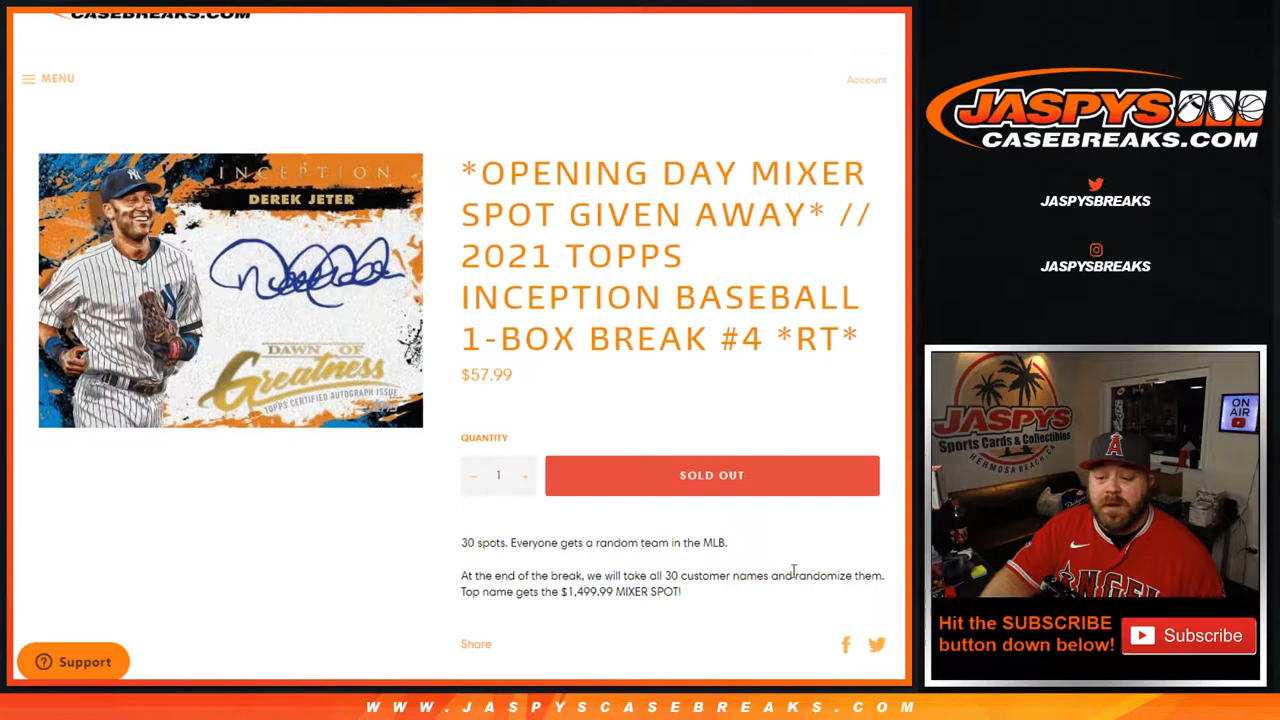 CASEBREAKS.COM
MENU
Account
INCEPTION
DEREK JETER
DAWN OF
Greatness
TOPPS CERTIFIED AUTOGRAPH ISSUE
*OPENING DAY MIXER
SPOT GIVEN AWAY* //
2021 TOPPS
INCEPTION BASEBALL
1-BOX BREAK #4 *RT*
$57.99
QUANTITY
− 1 +
SOLD OUT
30 spots. Everyone gets a random team in the MLB.
At the end of the break, we will take all 30 customer names and randomize them.
Top name gets the $1,499.99 MIXER SPOT!
Share
Support
JASPYS
CASEBREAKS.COM
JASPYSBREAKS
JASPYSBREAKS
JASPYS
Sports Cards & Collectibles
HERMOSA BEACH, CA
ON
AIR
A
ANGEL
Hit the SUBSCRIBE
button down below!
Subscribe
WWW.JASPYSCASEBREAKS.COM